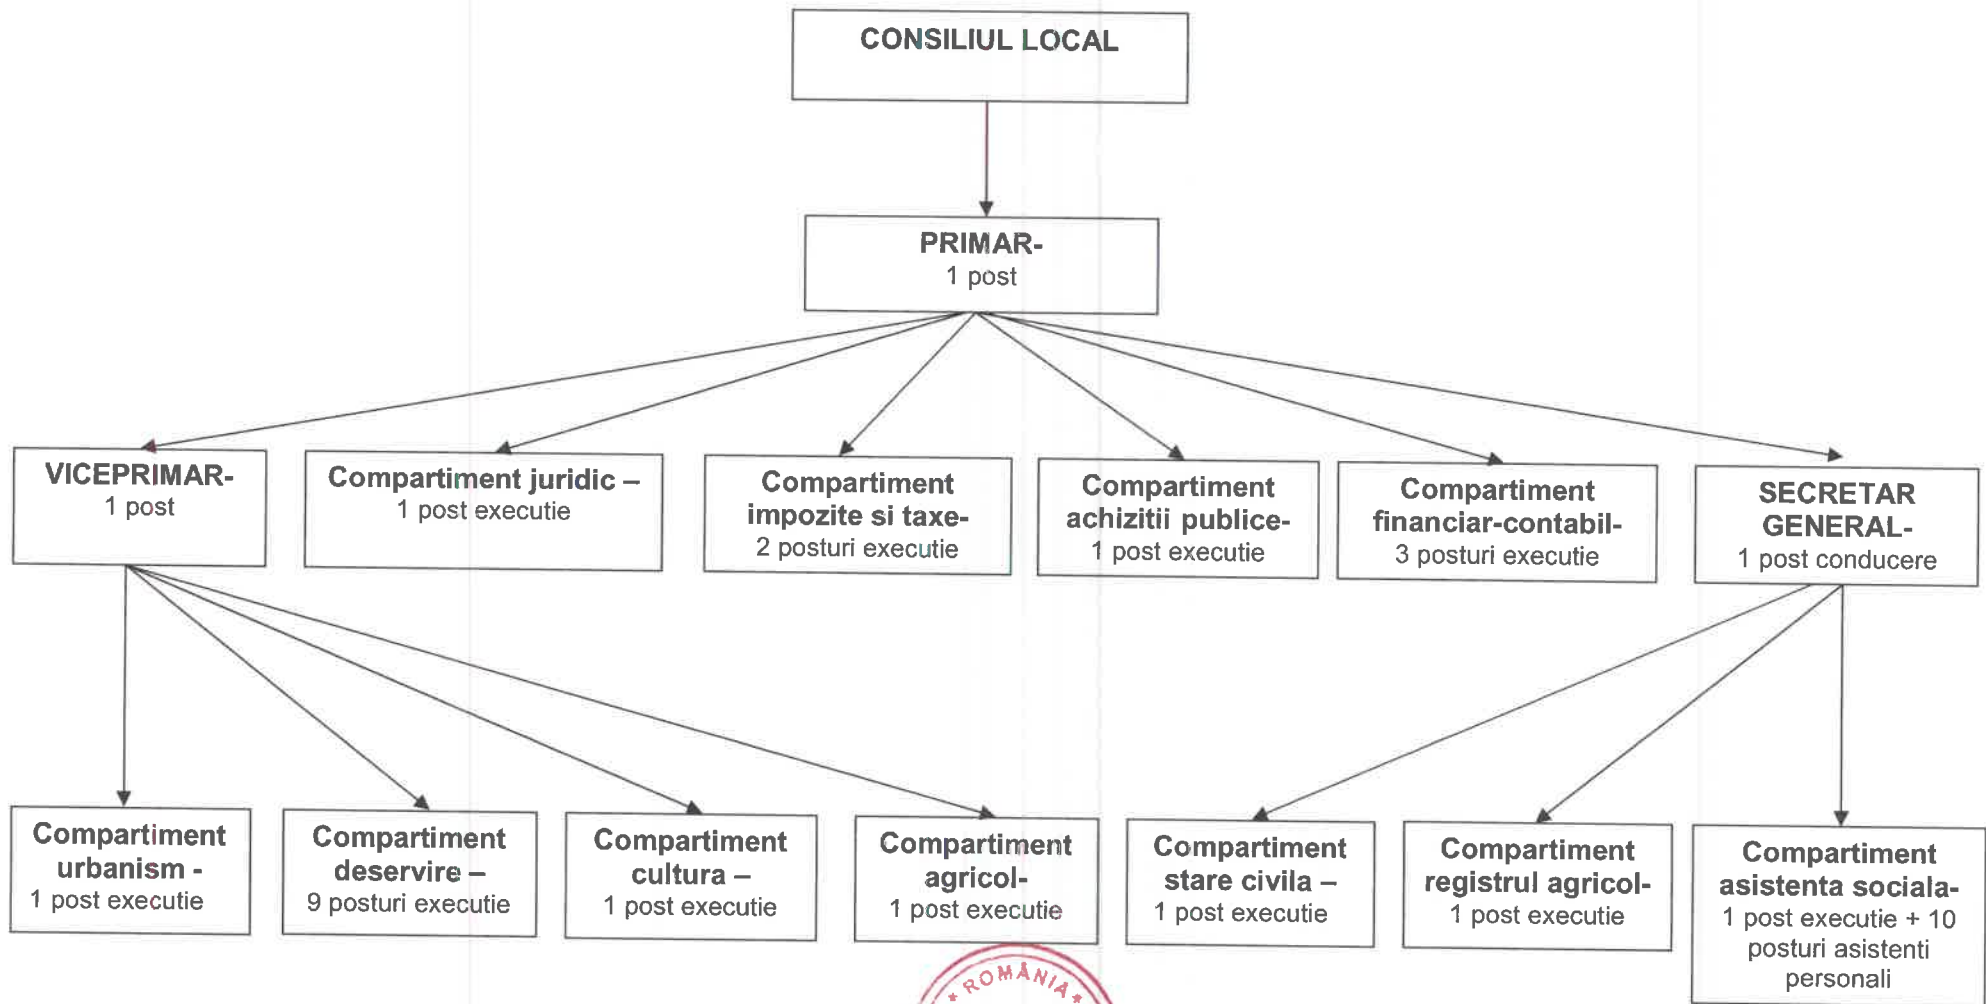 CONSILIUL LOCAL
PRIMAR-
1 post
VICEPRIMAR-
1 post
Compartiment juridic –
1 post executie
Compartiment
impozite si taxe-
2 posturi executie
Compartiment
achizitii publice-
1 post executie
Compartiment
financiar-contabil-
3 posturi executie
SECRETAR
GENERAL-
1 post conducere
Compartiment
urbanism -
1 post executie
Compartiment
deservire –
9 posturi executie
Compartiment
cultura –
1 post executie
Compartiment
agricol-
1 post executie
Compartiment
stare civila –
1 post executie
Compartiment
registrul agricol-
1 post executie
Compartiment
asistenta sociala-
1 post executie + 10
posturi asistenti
personali
* ROMÂNIA *